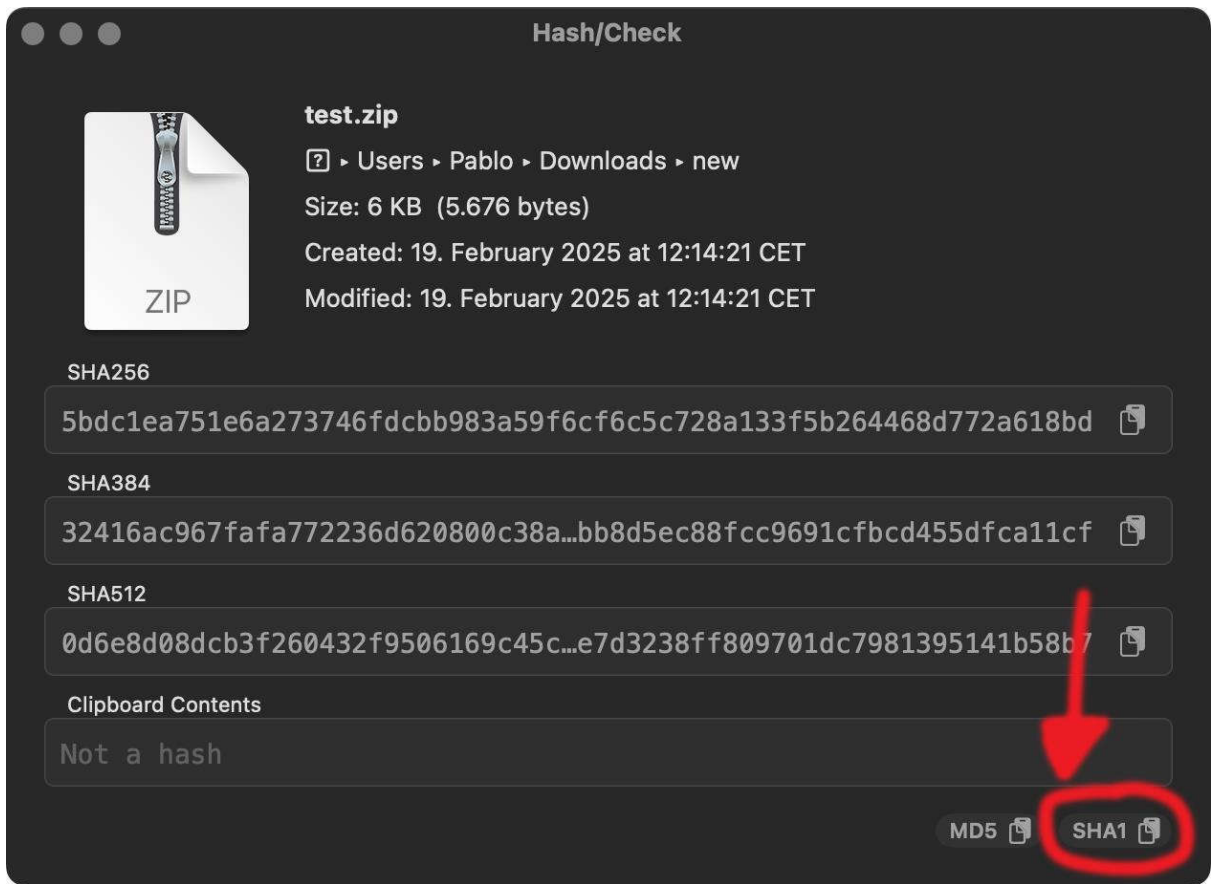 Hash/Check
test.zip
? ▸ Users ▸ Pablo ▸ Downloads ▸ new
Size: 6 KB (5.676 bytes)
Created: 19. February 2025 at 12:14:21 CET
Modified: 19. February 2025 at 12:14:21 CET
ZIP
SHA256
5bdc1ea751e6a273746fdcbb983a59f6cf6c5c728a133f5b264468d772a618bd
SHA384
32416ac967fafa772236d620800c38a…bb8d5ec88fcc9691cfbcd455dfca11cf
SHA512
0d6e8d08dcb3f260432f9506169c45c…e7d3238ff809701dc7981395141b58b7
Clipboard Contents
Not a hash
MD5 SHA1